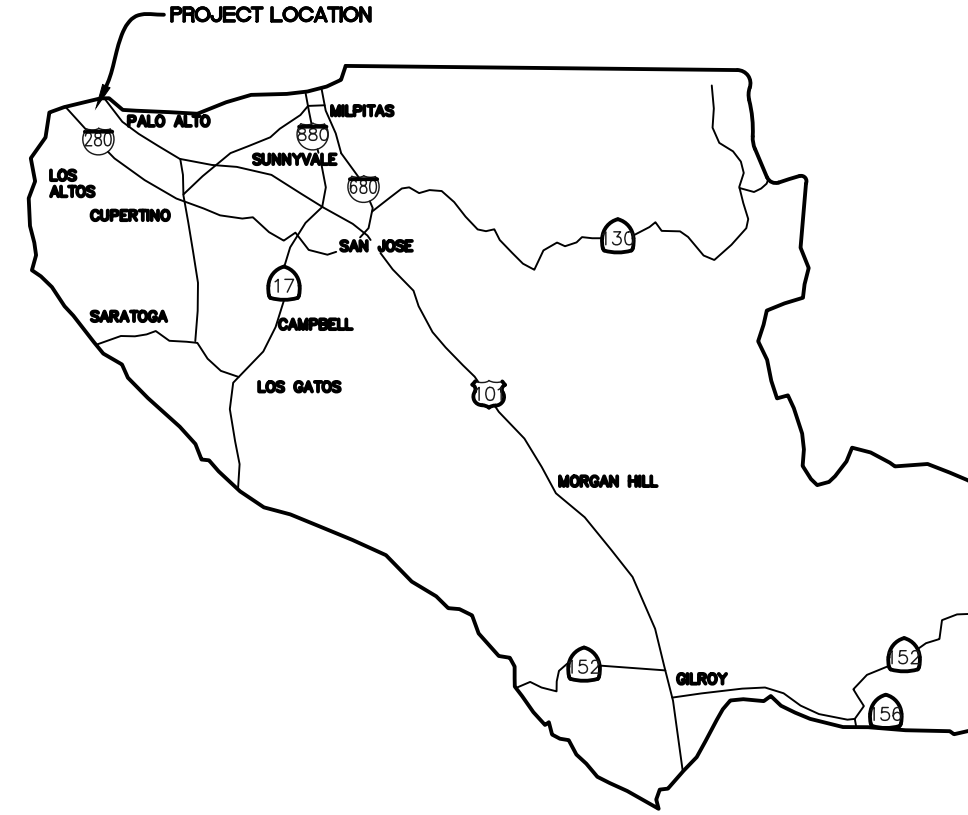 PROJECT LOCATION
MILPITAS
PALO ALTO
880
280
SUNNYVALE
LOS
ALTOS
680
CUPERTINO
130
SAN JOSE
17
SARATOGA
CAMPBELL
LOS GATOS
101
MORGAN HILL
152
152
GILROY
156